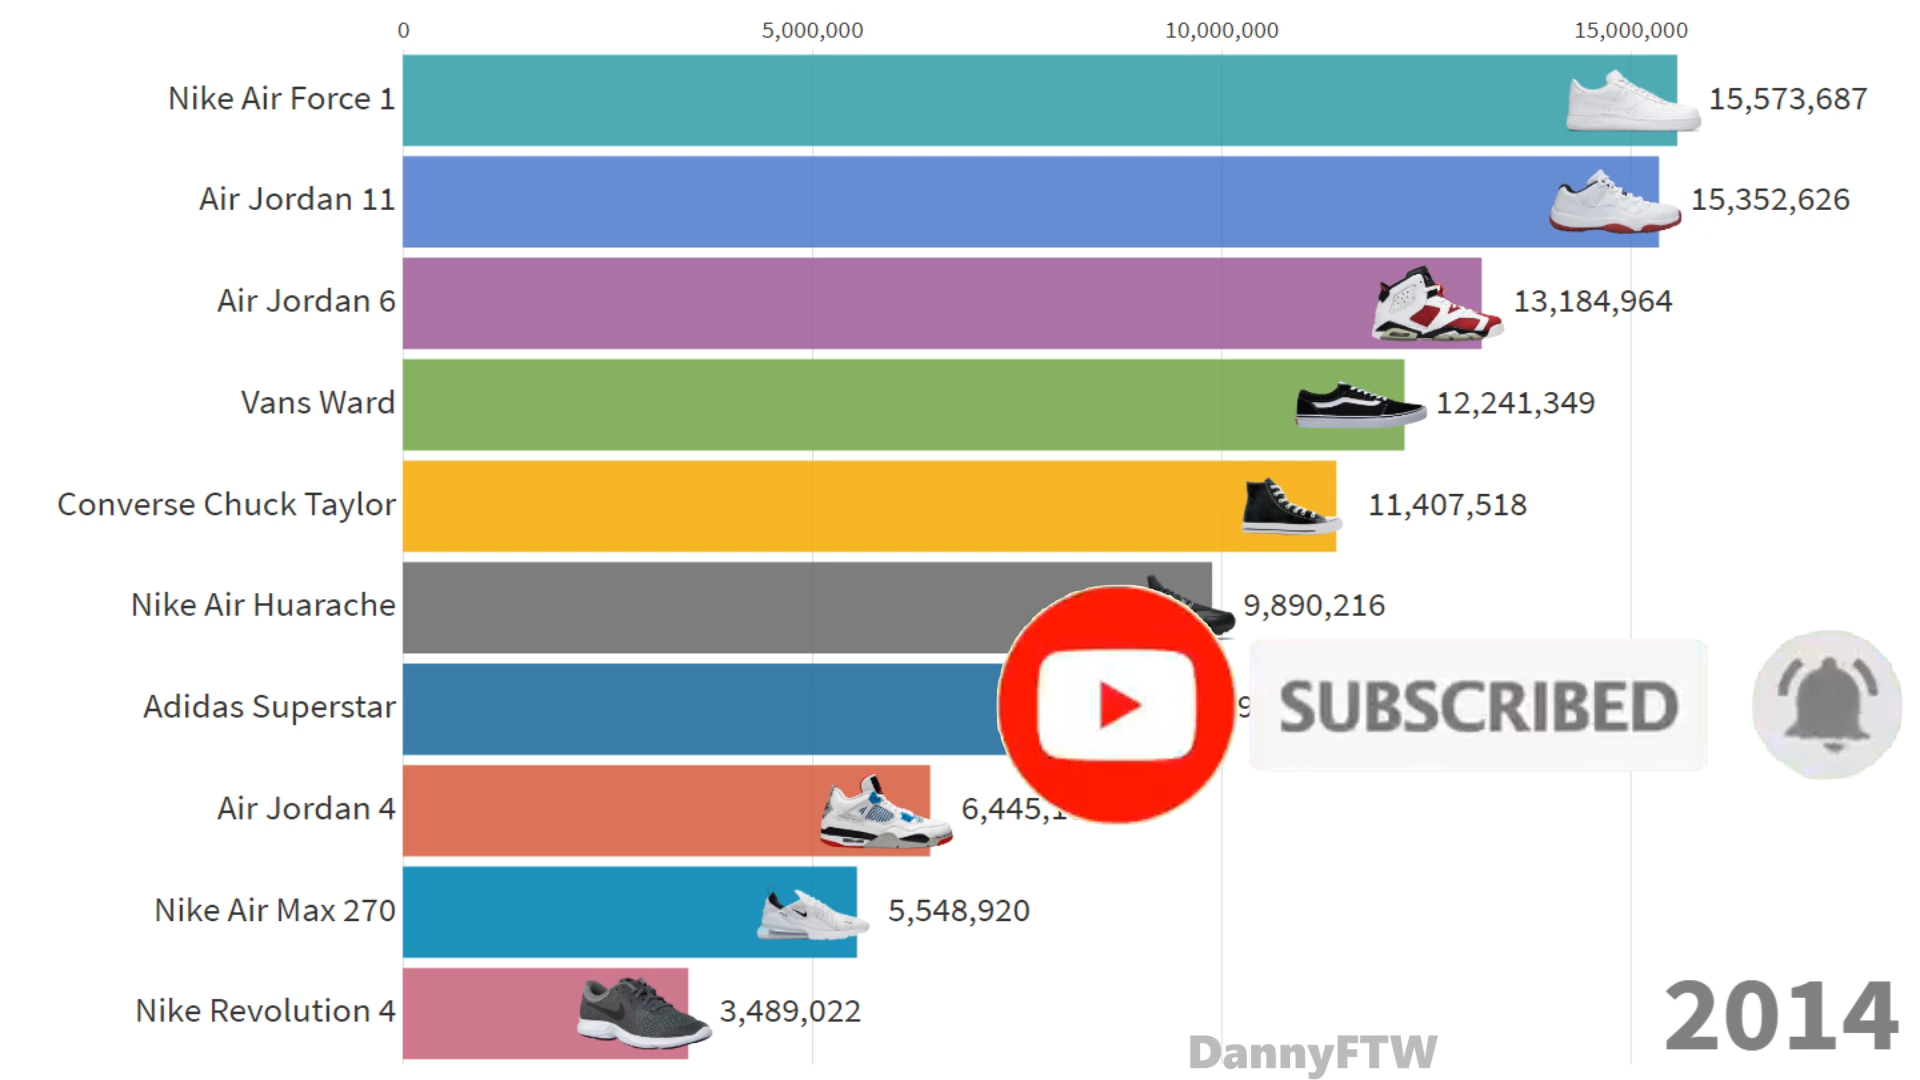 0 5,000,000 10,000,000 15,000,000
Nike Air Force 1 15,573,687
Air Jordan 11 15,352,626
Air Jordan 6 13,184,964
Vans Ward 12,241,349
Converse Chuck Taylor 11,407,518
Nike Air Huarache 9,890,216
Adidas Superstar
SUBSCRIBED
Air Jordan 4
Nike Air Max 270 5,548,920
Nike Revolution 4 3,489,022
2014
DannyFTW